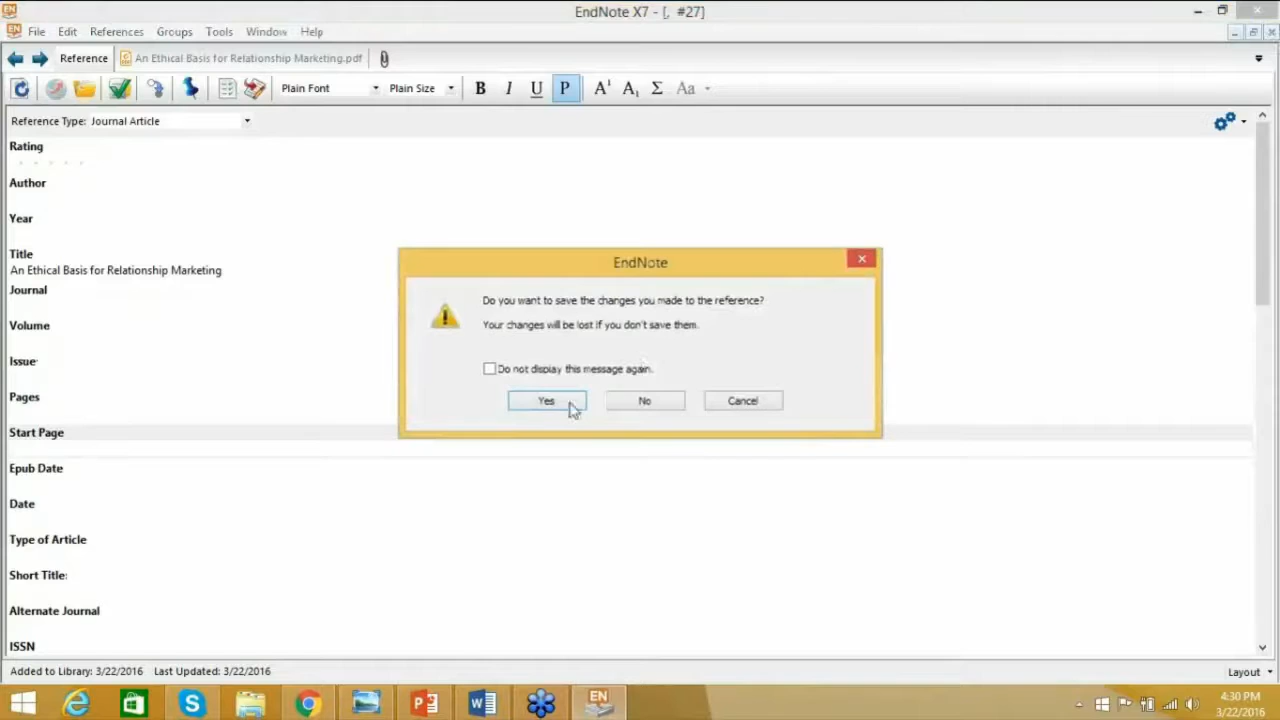 EndNote X7 - [, #27]
File Edit References Groups Tools Window Help
Reference An Ethical Basis for Relationship Marketing.pdf
Plain Font Plain Size B I U P A¹ A₁ Σ Aa
Reference Type: Journal Article
Rating
Author
Year
Title
An Ethical Basis for Relationship Marketing
Journal
Volume
Issue
Pages
Start Page
Epub Date
Date
Type of Article
Short Title:
Alternate Journal
ISSN
EndNote
Do you want to save the changes you made to the reference?
Your changes will be lost if you don't save them.
Do not display this message again.
Yes No Cancel
Added to Library: 3/22/2016 Last Updated: 3/22/2016 Layout
EN
4:30 PM
3/22/2016